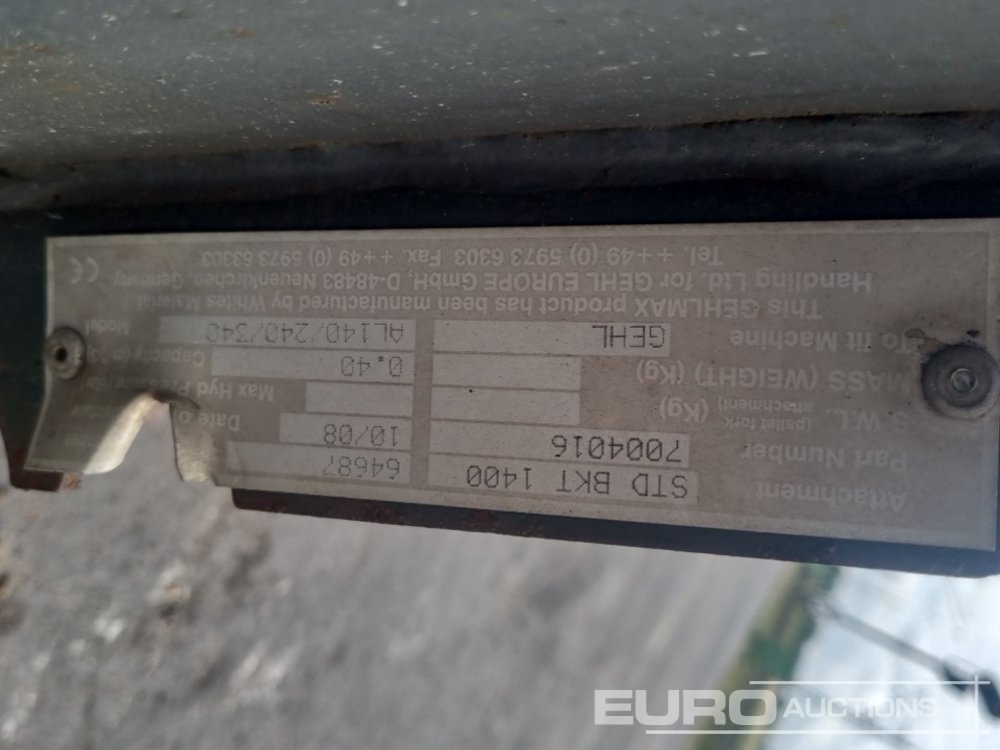 Attachment STD BKT 1400 64687
Part Number 7004016 Date of 10/08
S.W.L. (pallet fork attachment) (Kg) Max Hyd Pressure
MASS (WEIGHT) (Kg) Capacity 0.40
To fit Machine GEHL Model AL140/240/340
This GEHLMAX product has been manufactured by Whites Material
Handling Ltd. for GEHL EUROPE GmbH, D-48483 Neuenkirchen. Germany
Tel. ++49 (0) 5973 6303 Fax. ++49 (0) 5973 63303 CE
EURO AUCTIONS